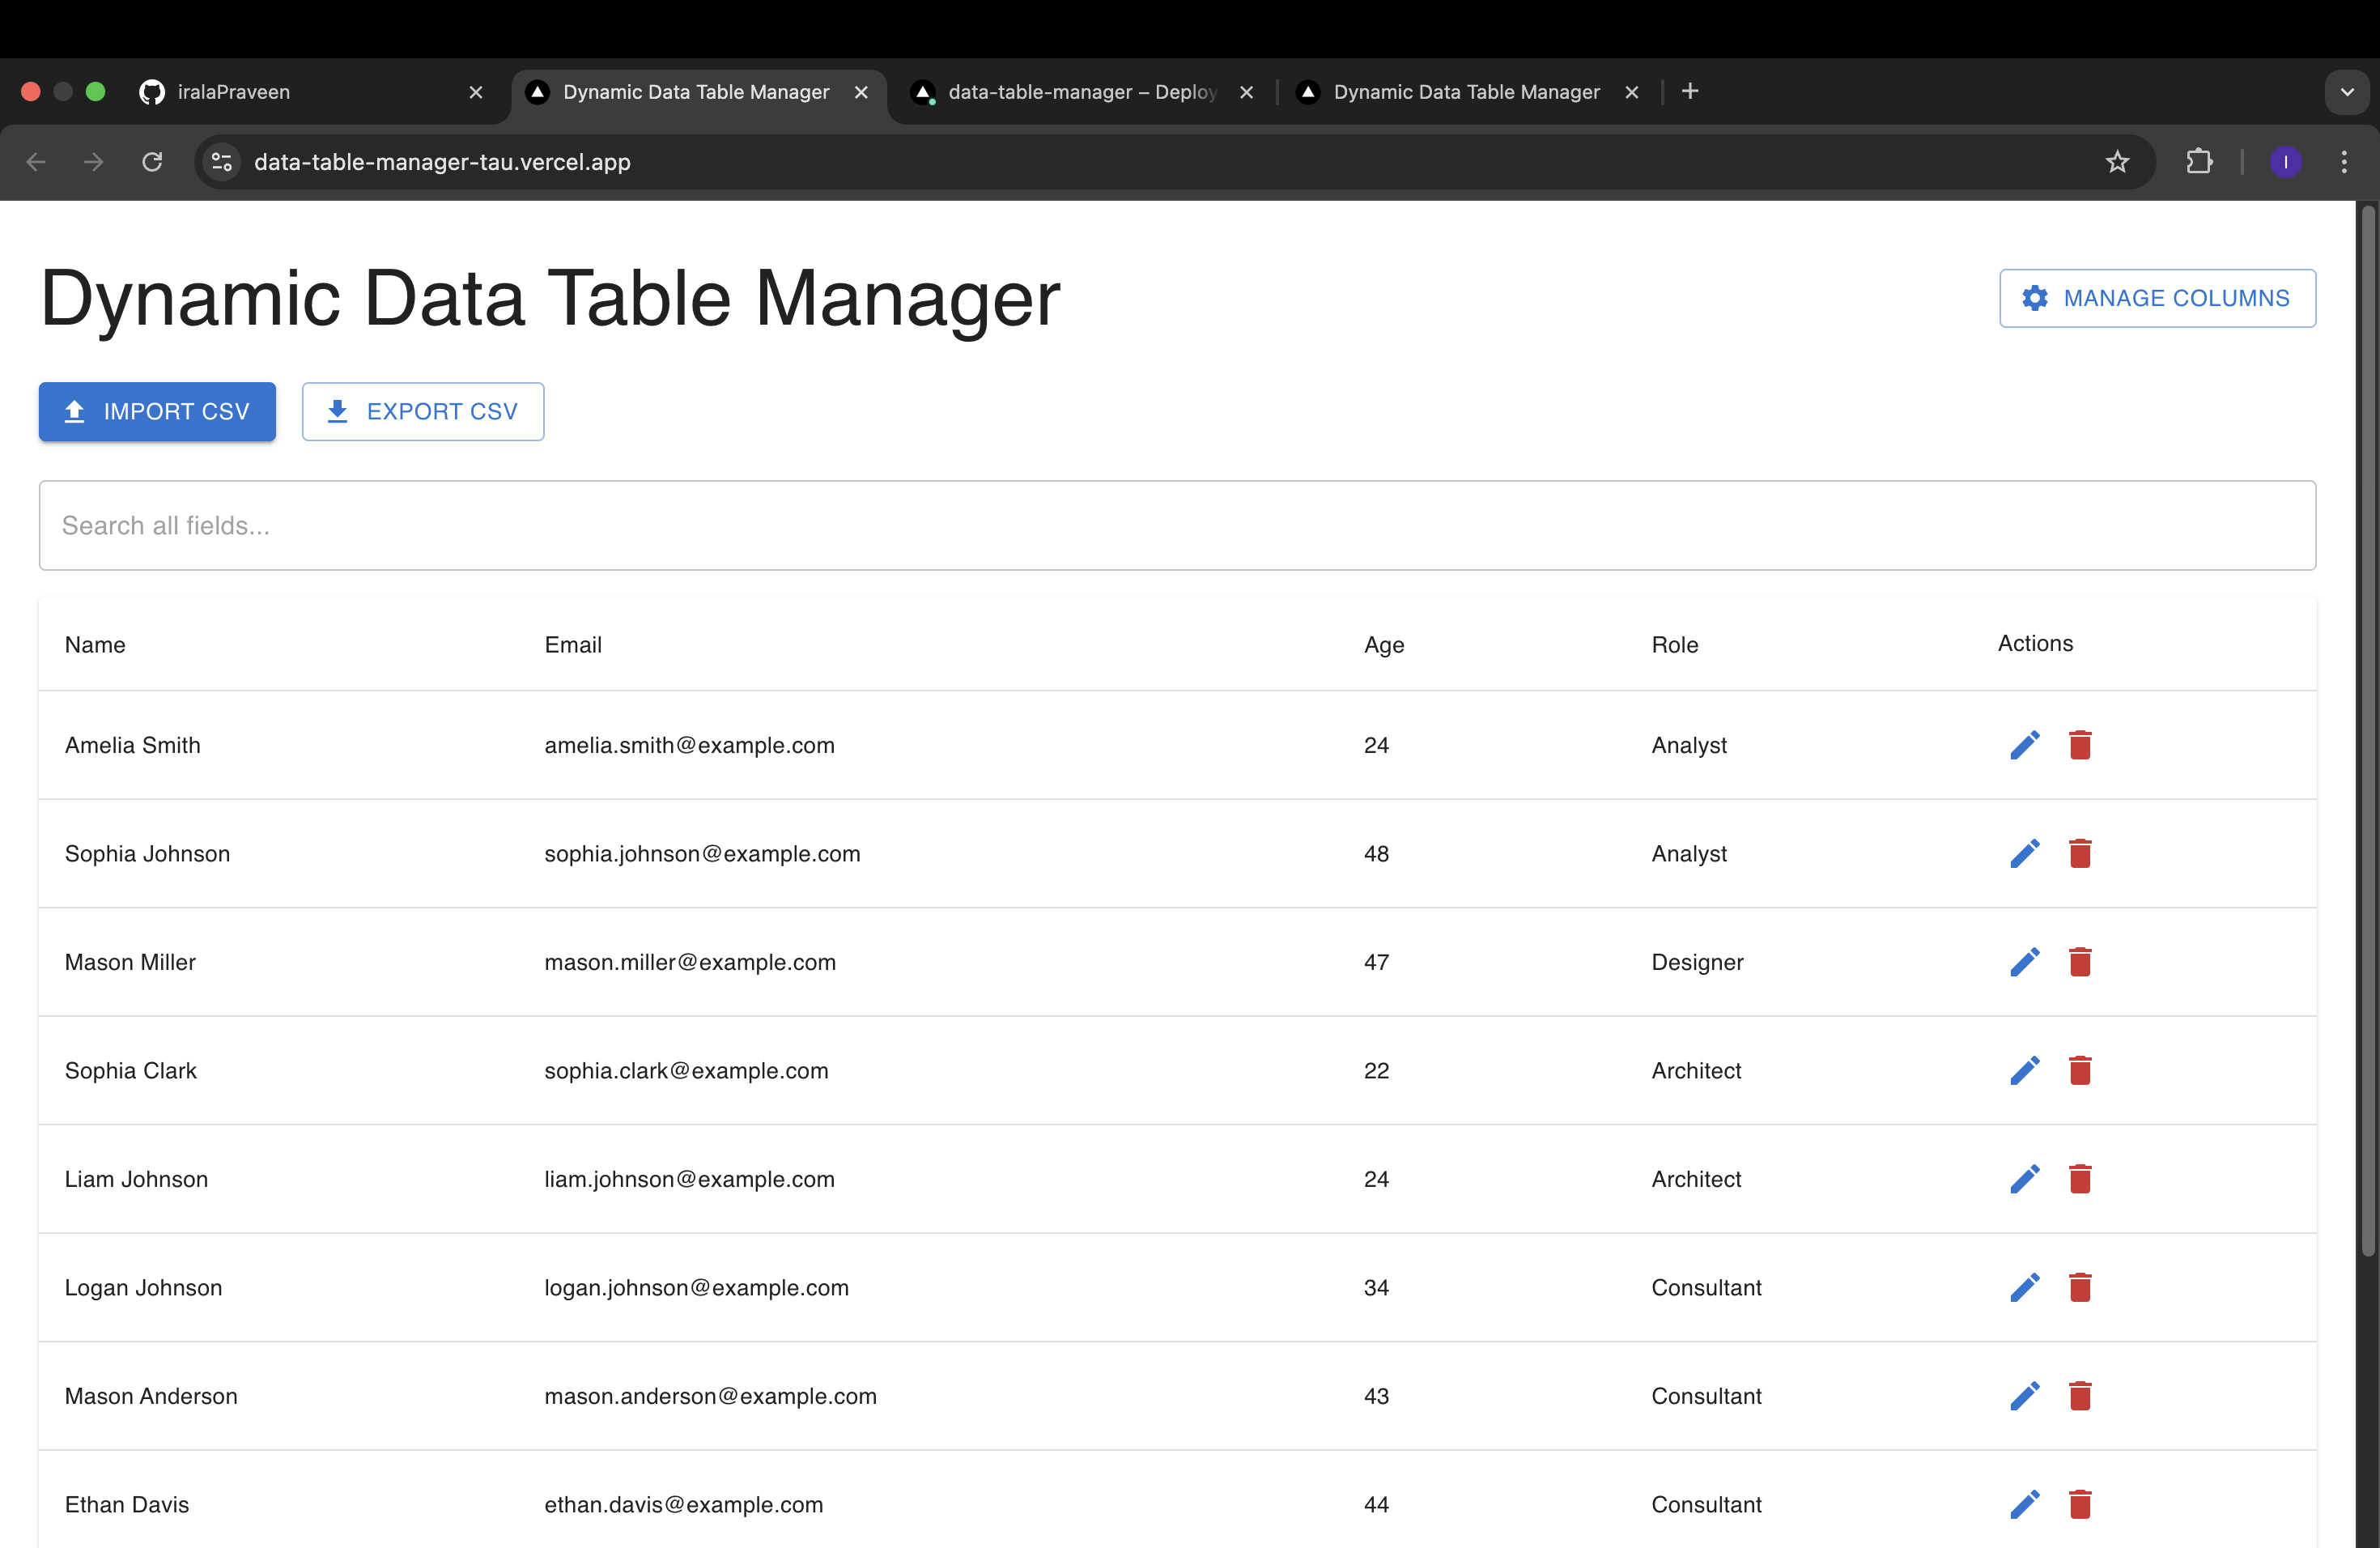 iralaPraveen
Dynamic Data Table Manager
data-table-manager – Deploy
Dynamic Data Table Manager
data-table-manager-tau.vercel.app
I
Dynamic Data Table Manager
MANAGE COLUMNS
IMPORT CSV
EXPORT CSV
Search all fields...
Name Email Age Role Actions
Amelia Smith amelia.smith@example.com 24 Analyst
Sophia Johnson sophia.johnson@example.com 48 Analyst
Mason Miller mason.miller@example.com 47 Designer
Sophia Clark sophia.clark@example.com 22 Architect
Liam Johnson liam.johnson@example.com 24 Architect
Logan Johnson logan.johnson@example.com 34 Consultant
Mason Anderson mason.anderson@example.com 43 Consultant
Ethan Davis ethan.davis@example.com 44 Consultant